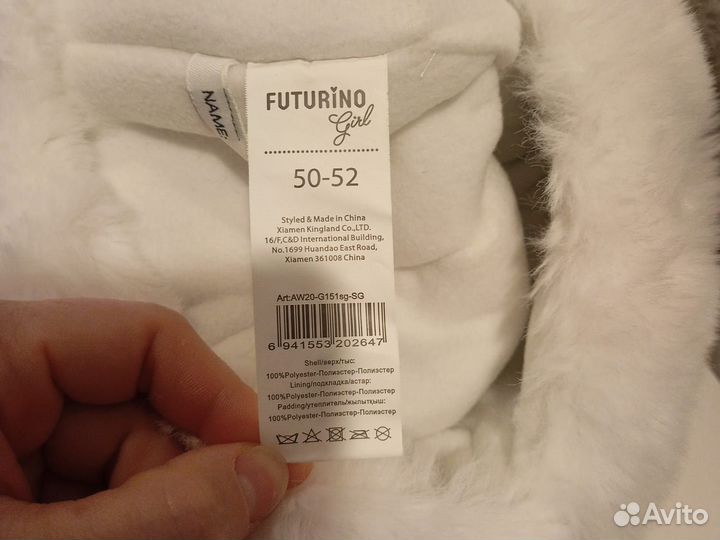 NAME:
FUTURINO
Girl
50-52
Styled & Made in China
Xiamen Kingland Co.,LTD.
16/F,C&D International Building,
No.1699 Huandao East Road,
Xiamen 361008 China
Art:AW20-G151sg-SG
6 941553 202647
Shell/верх/тыс:
100%Polyester-Полиэстер-Полиэстер
Lining/подкладка/астар:
100%Polyester-Полиэстер-Полиэстер
Padding/утеплитель/жылытқыш:
100%Polyester-Полиэстер-Полиэстер
Avito